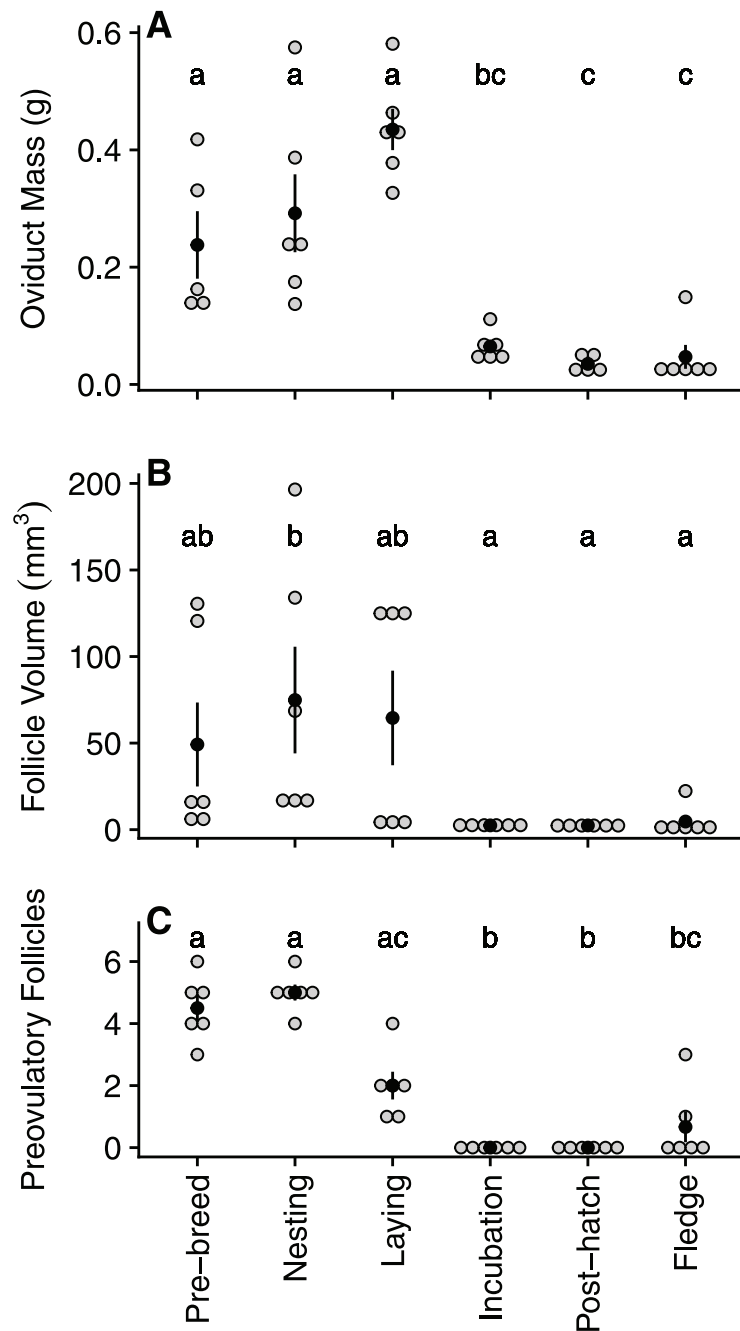 A
Oviduct Mass (g)
0.6
0.4
0.2
0.0
a a a bc c c
B
Follicle Volume (mm³)
200
150
100
50
0
ab b ab a a a
C
Preovulatory Follicles
6
4
2
0
a a ac b b bc
Pre−breed
Nesting
Laying
Incubation
Post−hatch
Fledge